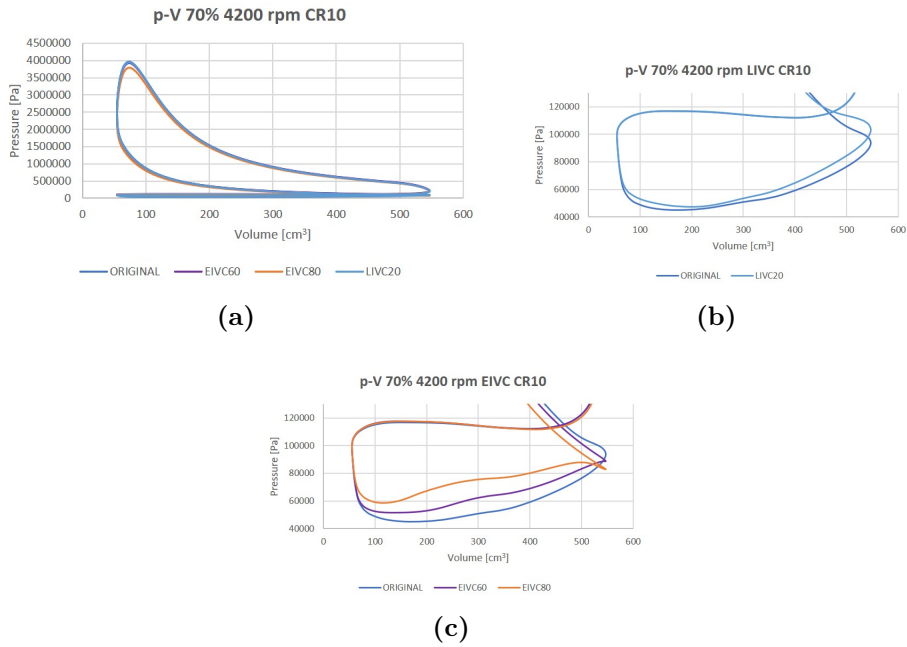 p-V 70% 4200 rpm CR10
4500000
4000000
3500000
3000000
2500000
2000000
1500000
1000000
500000
0
Pressure [Pa]
0 100 200 300 400 500 600
Volume [cm³]
ORIGINAL EIVC60 EIVC80 LIVC20
(a)
p-V 70% 4200 rpm LIVC CR10
120000
100000
80000
60000
40000
Pressure [Pa]
0 100 200 300 400 500 600
Volume [cm³]
ORIGINAL LIVC20
(b)
p-V 70% 4200 rpm EIVC CR10
120000
100000
80000
60000
40000
Pressure [Pa]
0 100 200 300 400 500 600
Volume [cm³]
ORIGINAL EIVC60 EIVC80
(c)